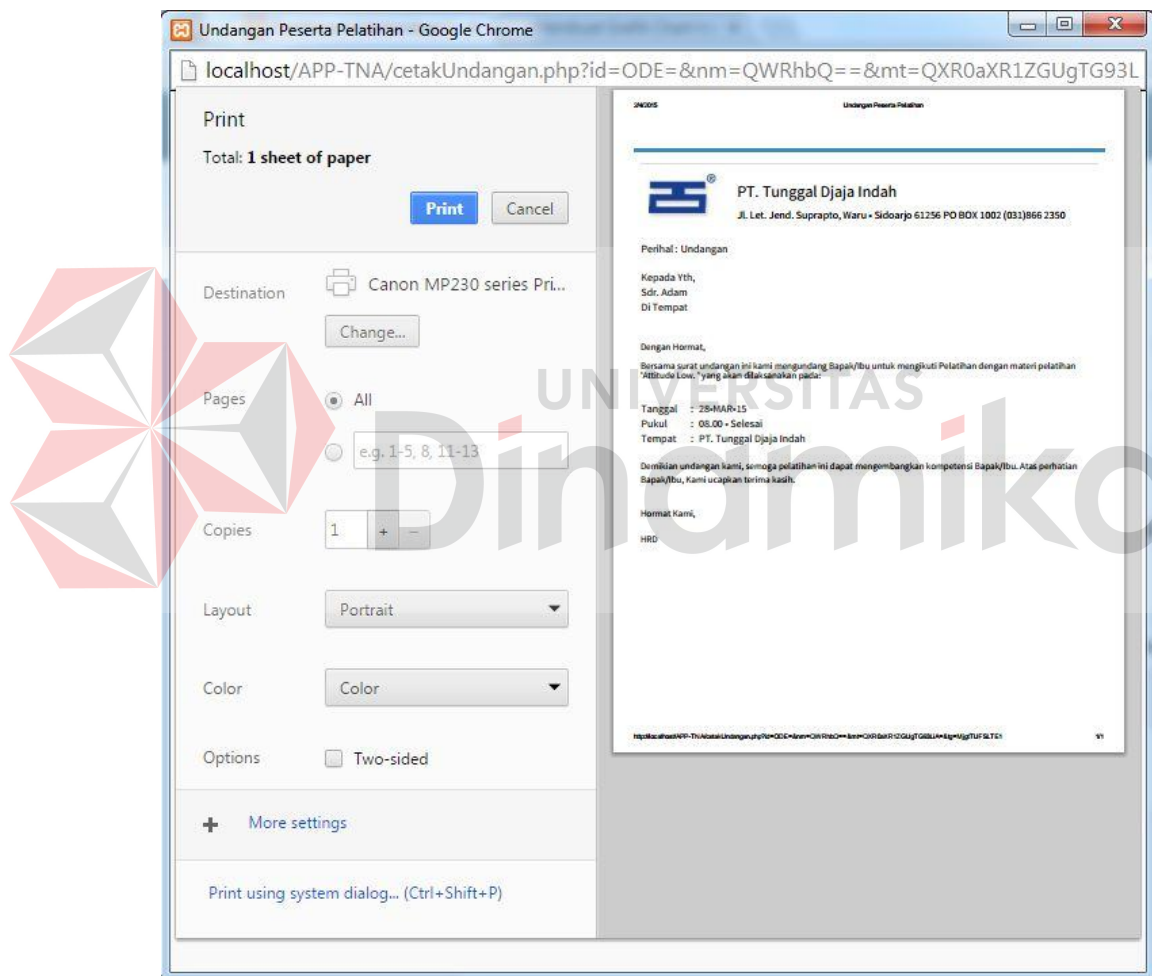 Undangan Peserta Pelatihan - Google Chrome
localhost/APP-TNA/cetakUndangan.php?id=ODE=&nm=QWRhbQ==&mt=QXR0aXR1ZGUgTG93L
Print
Total: 1 sheet of paper
Print Cancel
Destination
Canon MP230 series Pri...
Change...
Pages
All
e.g. 1-5, 8, 11-13
Copies
1 + −
Layout
Portrait
Color
Color
Options
Two-sided
+ More settings
Print using system dialog... (Ctrl+Shift+P)
2/4/2015 Undangan Peserta Pelatihan
PT. Tunggal Djaja Indah
Jl. Let. Jend. Suprapto, Waru - Sidoarjo 61256 PO BOX 1002 (031)866 2350
Perihal : Undangan
Kepada Yth,
Sdr. Adam
Di Tempat
Dengan Hormat,
Bersama surat undangan ini kami mengundang Bapak/Ibu untuk mengikuti Pelatihan dengan materi pelatihan
"Attitude Low. " yang akan dilaksanakan pada:
Tanggal : 28-MAR-15
Pukul : 08.00 - Selesai
Tempat : PT. Tunggal Djaja Indah
Demikian undangan kami, semoga pelatihan ini dapat mengembangkan kompetensi Bapak/Ibu. Atas perhatian
Bapak/Ibu, Kami ucapkan terima kasih.
Hormat Kami,
HRD
1/1
UNIVERSITAS
Dinamika